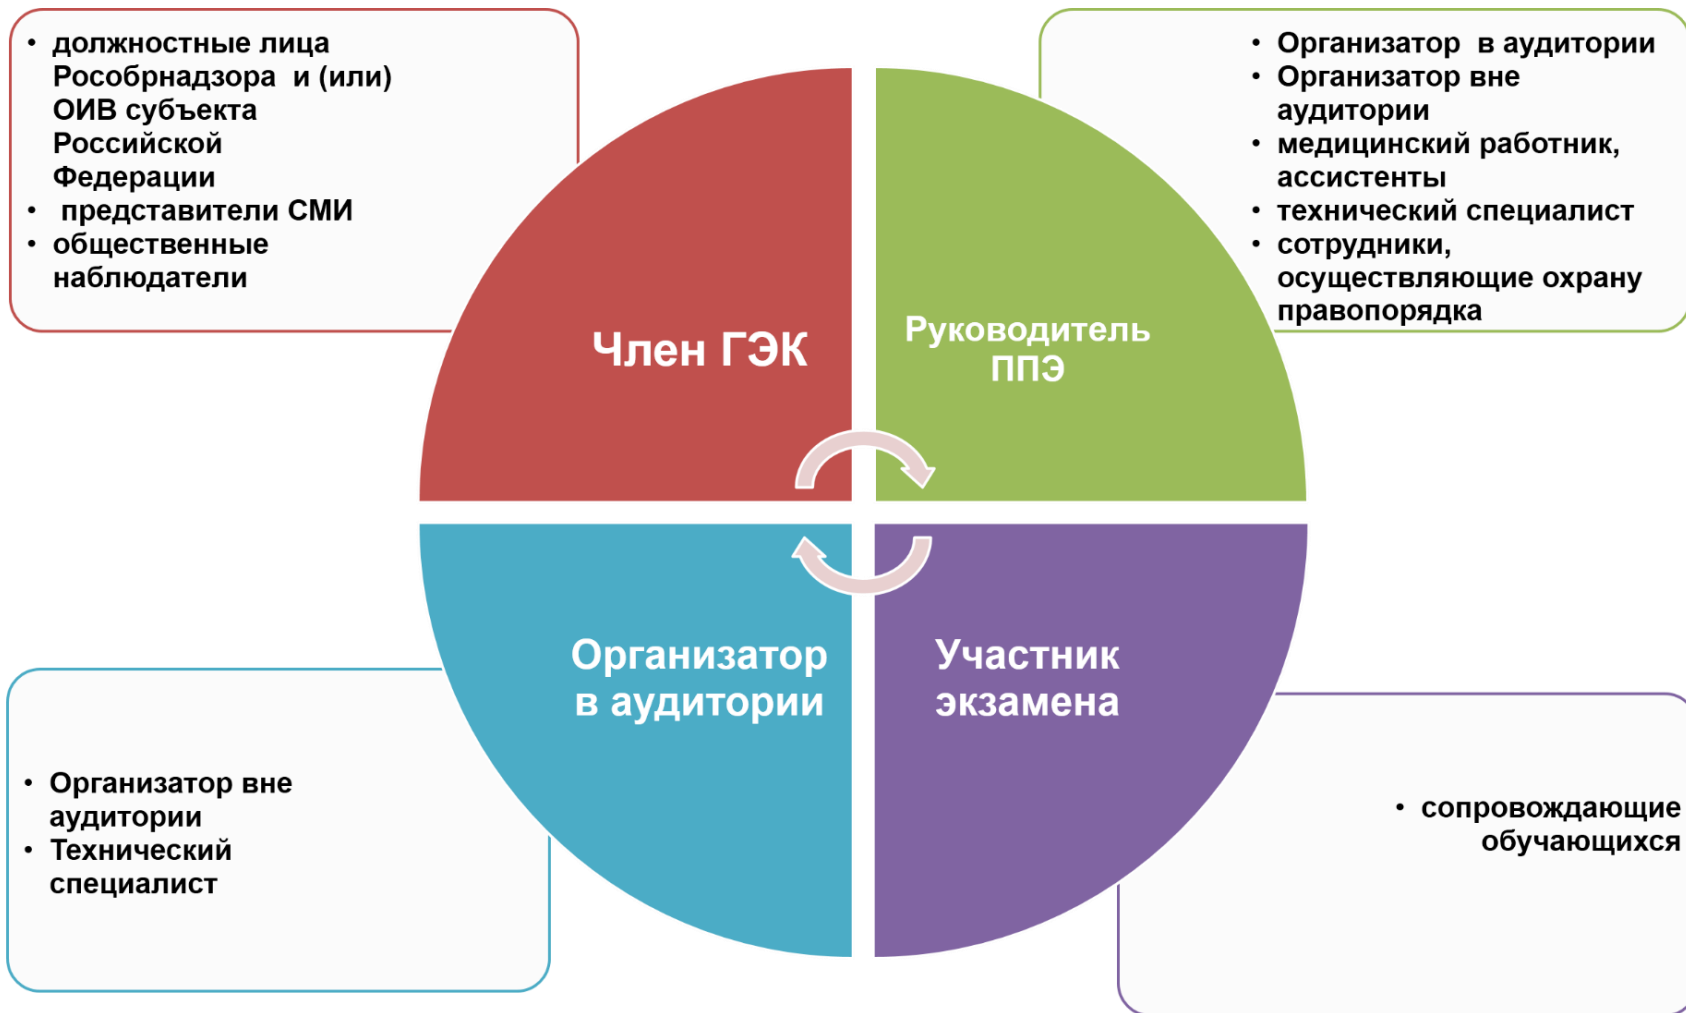 • должностные лица
Рособрнадзора и (или)
ОИВ субъекта
Российской
Федерации
• представители СМИ
• общественные
наблюдатели
• Организатор в аудитории
• Организатор вне
аудитории
• медицинский работник,
ассистенты
• технический специалист
• сотрудники,
осуществляющие охрану
правопорядка
Член ГЭК
Руководитель
ППЭ
Организатор
в аудитории
Участник
экзамена
• Организатор вне
аудитории
• Технический
специалист
• сопровождающие
обучающихся